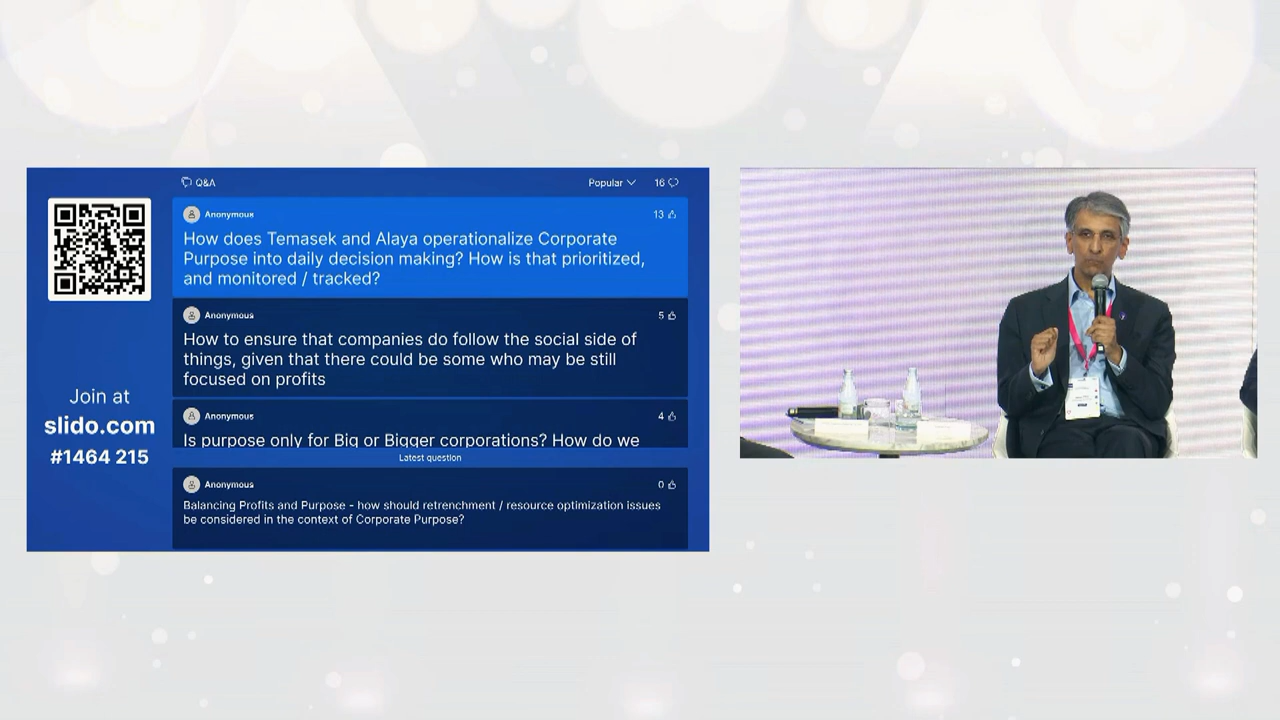 Q&A
Popular
16
Anonymous
13
How does Temasek and Alaya operationalize Corporate
Purpose into daily decision making? How is that prioritized,
and monitored / tracked?
Anonymous
5
How to ensure that companies do follow the social side of
things, given that there could be some who may be still
focused on profits
Anonymous
4
Is purpose only for Big or Bigger corporations? How do we
Latest question
Anonymous
0
Balancing Profits and Purpose - how should retrenchment / resource optimization issues
be considered in the context of Corporate Purpose?
Join at
slido.com
#1464 215